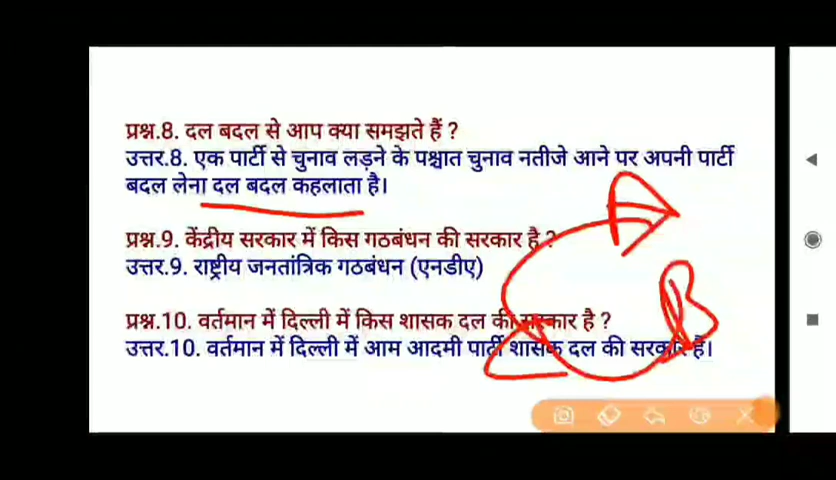 प्रश्न.8. दल बदल से आप क्या समझते हैं ?
उत्तर.8. एक पार्टी से चुनाव लड़ने के पश्चात चुनाव नतीजे आने पर अपनी पार्टी
बदल लेना दल बदल कहलाता है।
प्रश्न.9. केंद्रीय सरकार में किस गठबंधन की सरकार है ?
उत्तर.9. राष्ट्रीय जनतांत्रिक गठबंधन (एनडीए)
प्रश्न.10. वर्तमान में दिल्ली में किस शासक दल की सरकार है ?
उत्तर.10. वर्तमान में दिल्ली में आम आदमी पार्टी शासक दल की सरकार है।
A
B